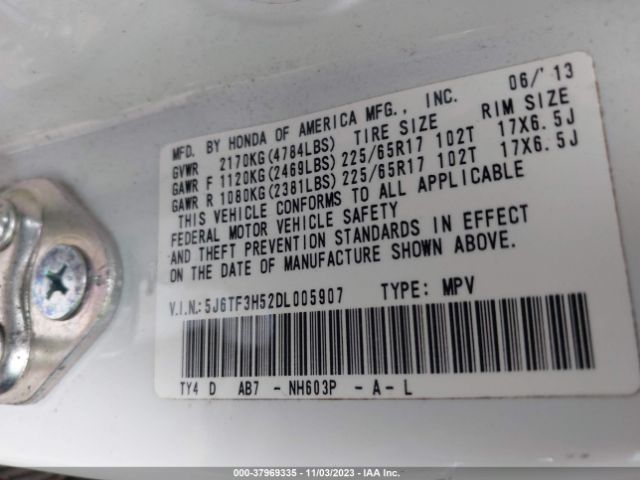 MFD. BY HONDA OF AMERICA MFG., INC. 06/'13
GVWR 2170KG(4784LBS) TIRE SIZE RIM SIZE
GAWR F 1120KG(2469LBS) 225/65R17 102T 17X6.5J
GAWR R 1080KG(2381LBS) 225/65R17 102T 17X6.5J
THIS VEHICLE CONFORMS TO ALL APPLICABLE
FEDERAL MOTOR VEHICLE SAFETY
AND THEFT PREVENTION STANDARDS IN EFFECT
ON THE DATE OF MANUFACTURE SHOWN ABOVE.
V.I.N.: 5J6TF3H52DL005907 TYPE: MPV
TY4 D AB7 - NH603P - A - L
000-37969335 - 11/03/2023 - IAA Inc.